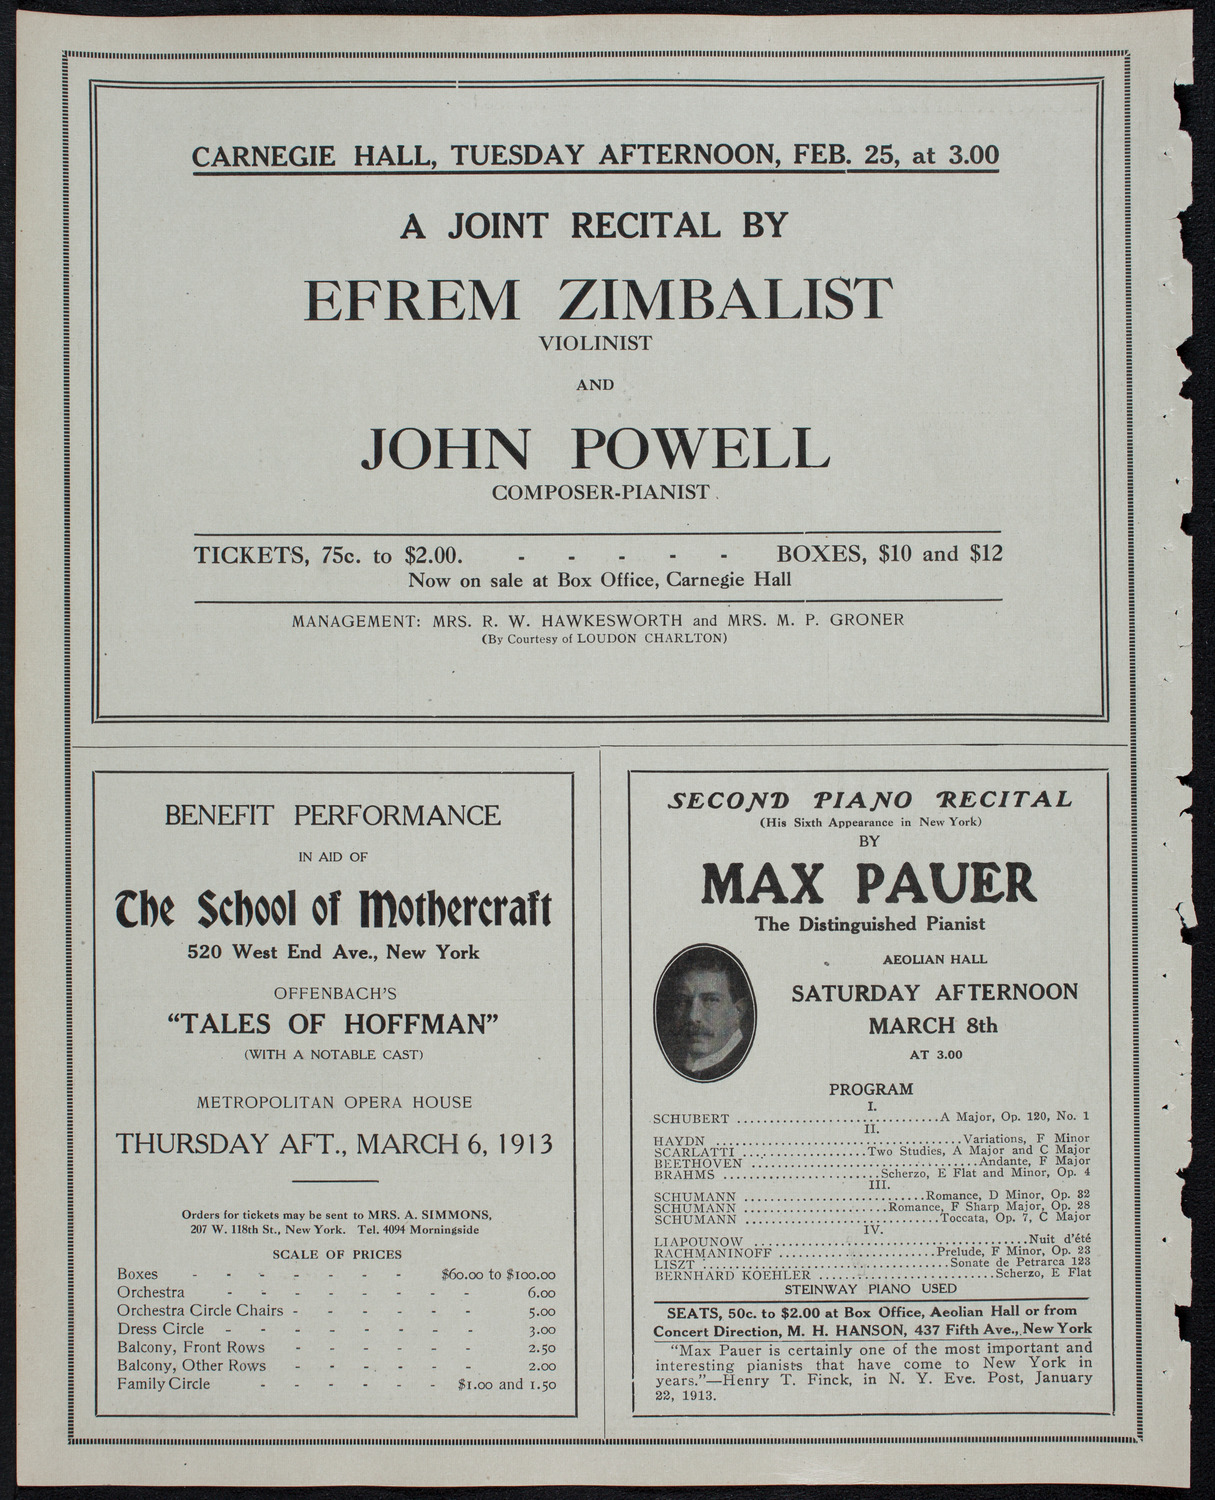 CARNEGIE HALL, TUESDAY AFTERNOON, FEB. 25, at 3.00
A JOINT RECITAL BY
EFREM ZIMBALIST
VIOLINIST
AND
JOHN POWELL
COMPOSER-PIANIST
TICKETS, 75c. to $2.00. - - - - - BOXES, $10 and $12
Now on sale at Box Office, Carnegie Hall
MANAGEMENT: MRS. R. W. HAWKESWORTH and MRS. M. P. GRONER
(By Courtesy of LOUDON CHARLTON)
BENEFIT PERFORMANCE
IN AID OF
The School of Mothercraft
520 West End Ave., New York
OFFENBACH'S
"TALES OF HOFFMAN"
(WITH A NOTABLE CAST)
METROPOLITAN OPERA HOUSE
THURSDAY AFT., MARCH 6, 1913
Orders for tickets may be sent to MRS. A. SIMMONS,
207 W. 118th St., New York. Tel. 4094 Morningside
SCALE OF PRICES
Boxes - - - - - - - $60.00 to $100.00
Orchestra - - - - - - - - 6.00
Orchestra Circle Chairs - - - - - - 5.00
Dress Circle - - - - - - - - 3.00
Balcony, Front Rows - - - - - - 2.50
Balcony, Other Rows - - - - - - 2.00
Family Circle - - - - - - $1.00 and 1.50
SECOND PIANO RECITAL
(His Sixth Appearance in New York)
BY
MAX PAUER
The Distinguished Pianist
AEOLIAN HALL
SATURDAY AFTERNOON
MARCH 8th
AT 3.00
PROGRAM
I.
SCHUBERT ..............................A Major, Op. 120, No. 1
II.
HAYDN ....................................Variations, F Minor
SCARLATTI ..................Two Studies, A Major and C Major
BEETHOVEN .................................Andante, F Major
BRAHMS .......................Scherzo, E Flat and Minor, Op. 4
III.
SCHUMANN ..........................Romance, D Minor, Op. 32
SCHUMANN .....................Romance, F Sharp Major, Op. 28
SCHUMANN ............................Toccata, Op. 7, C Major
IV.
LIAPOUNOW .......................................Nuit d'été
RACHMANINOFF .......................Prelude, F Minor, Op. 23
LISZT ...................................Sonate de Petrarca 123
BERNHARD KOEHLER .........................Scherzo, E Flat
STEINWAY PIANO USED
SEATS, 50c. to $2.00 at Box Office, Aeolian Hall or from
Concert Direction, M. H. HANSON, 437 Fifth Ave., New York
"Max Pauer is certainly one of the most important and
interesting pianists that have come to New York in
years."—Henry T. Finck, in N. Y. Eve. Post, January
22, 1913.